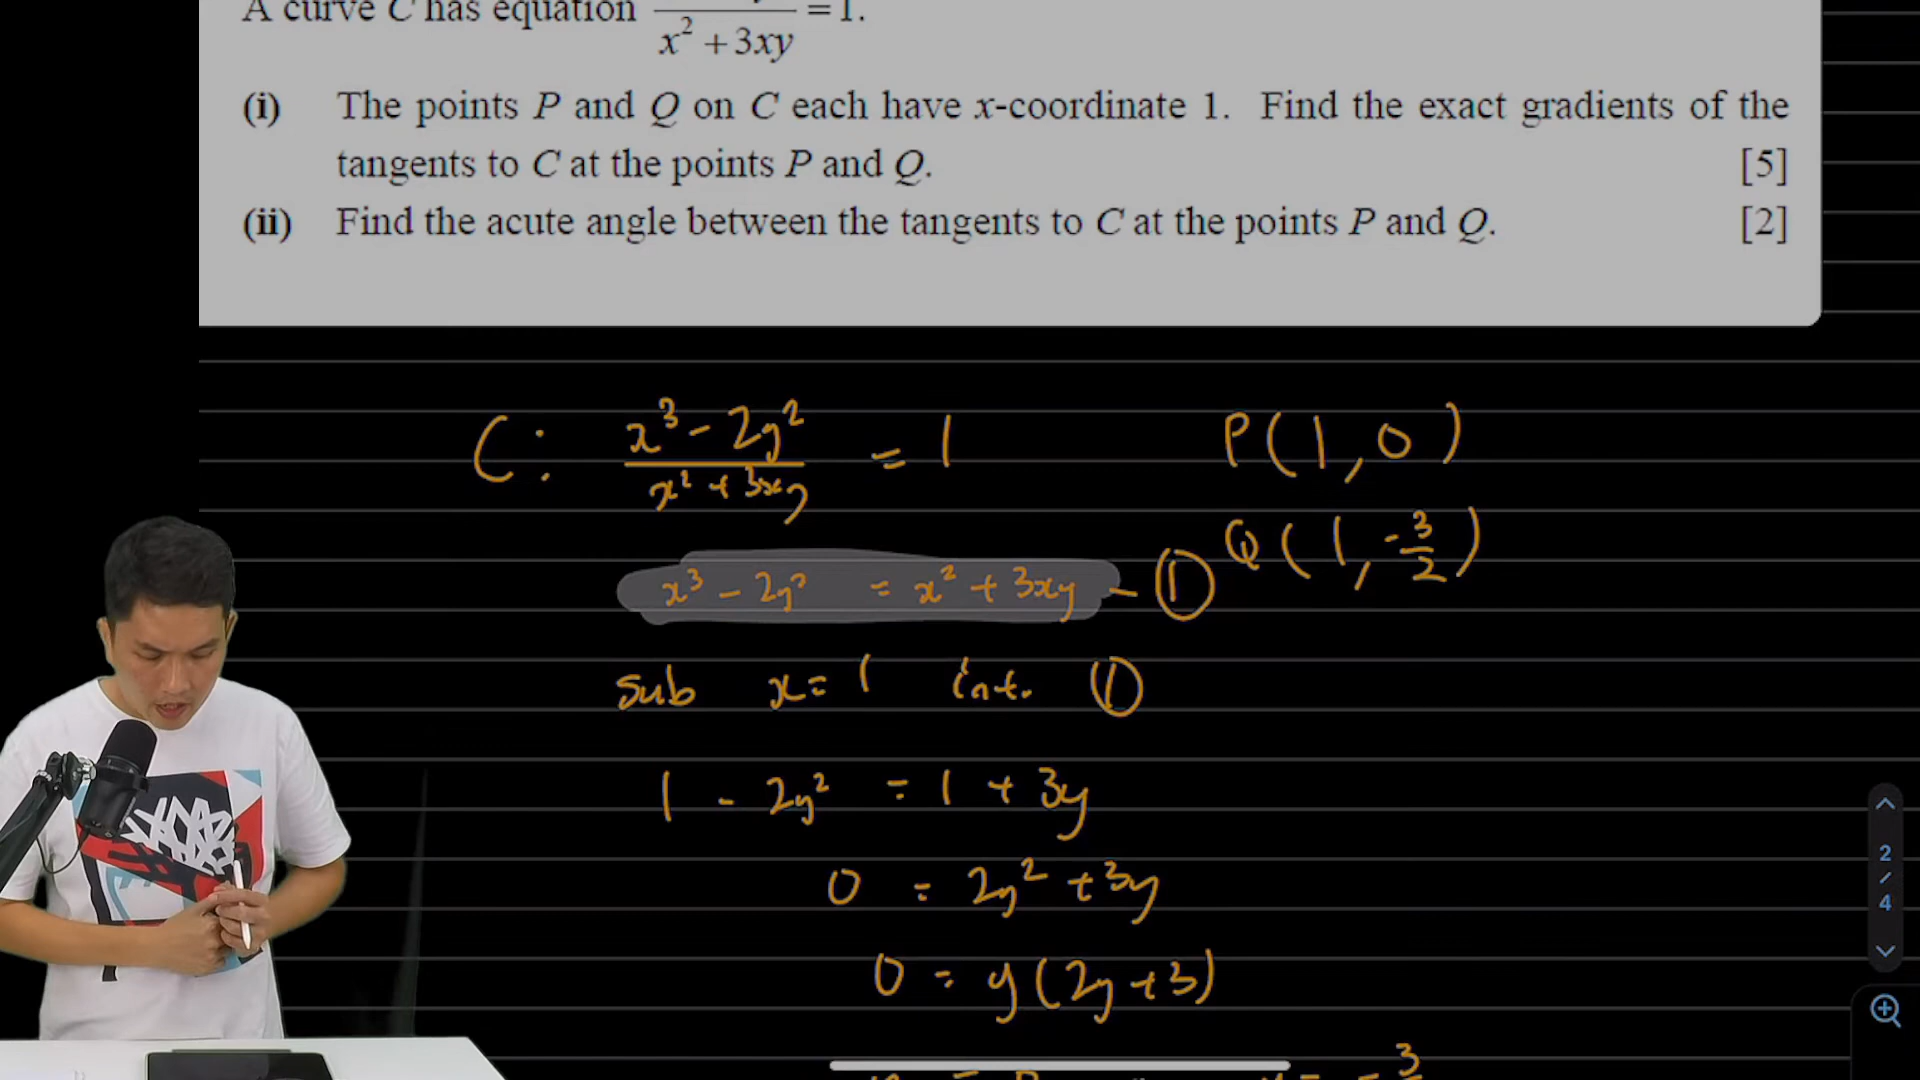 A curve C has equation / x² + 3xy = 1.
(i) The points P and Q on C each have x-coordinate 1. Find the exact gradients of the
tangents to C at the points P and Q. [5]
(ii) Find the acute angle between the tangents to C at the points P and Q. [2]
C: (x³ - 2y²)/(x² + 3xy) = 1
P(1, 0)
Q(1, -3/2)
x³ - 2y² = x² + 3xy - ①
sub x = 1 into ①
1 - 2y² = 1 + 3y
0 = 2y² + 3y
0 = y(2y + 3)
2
/
4